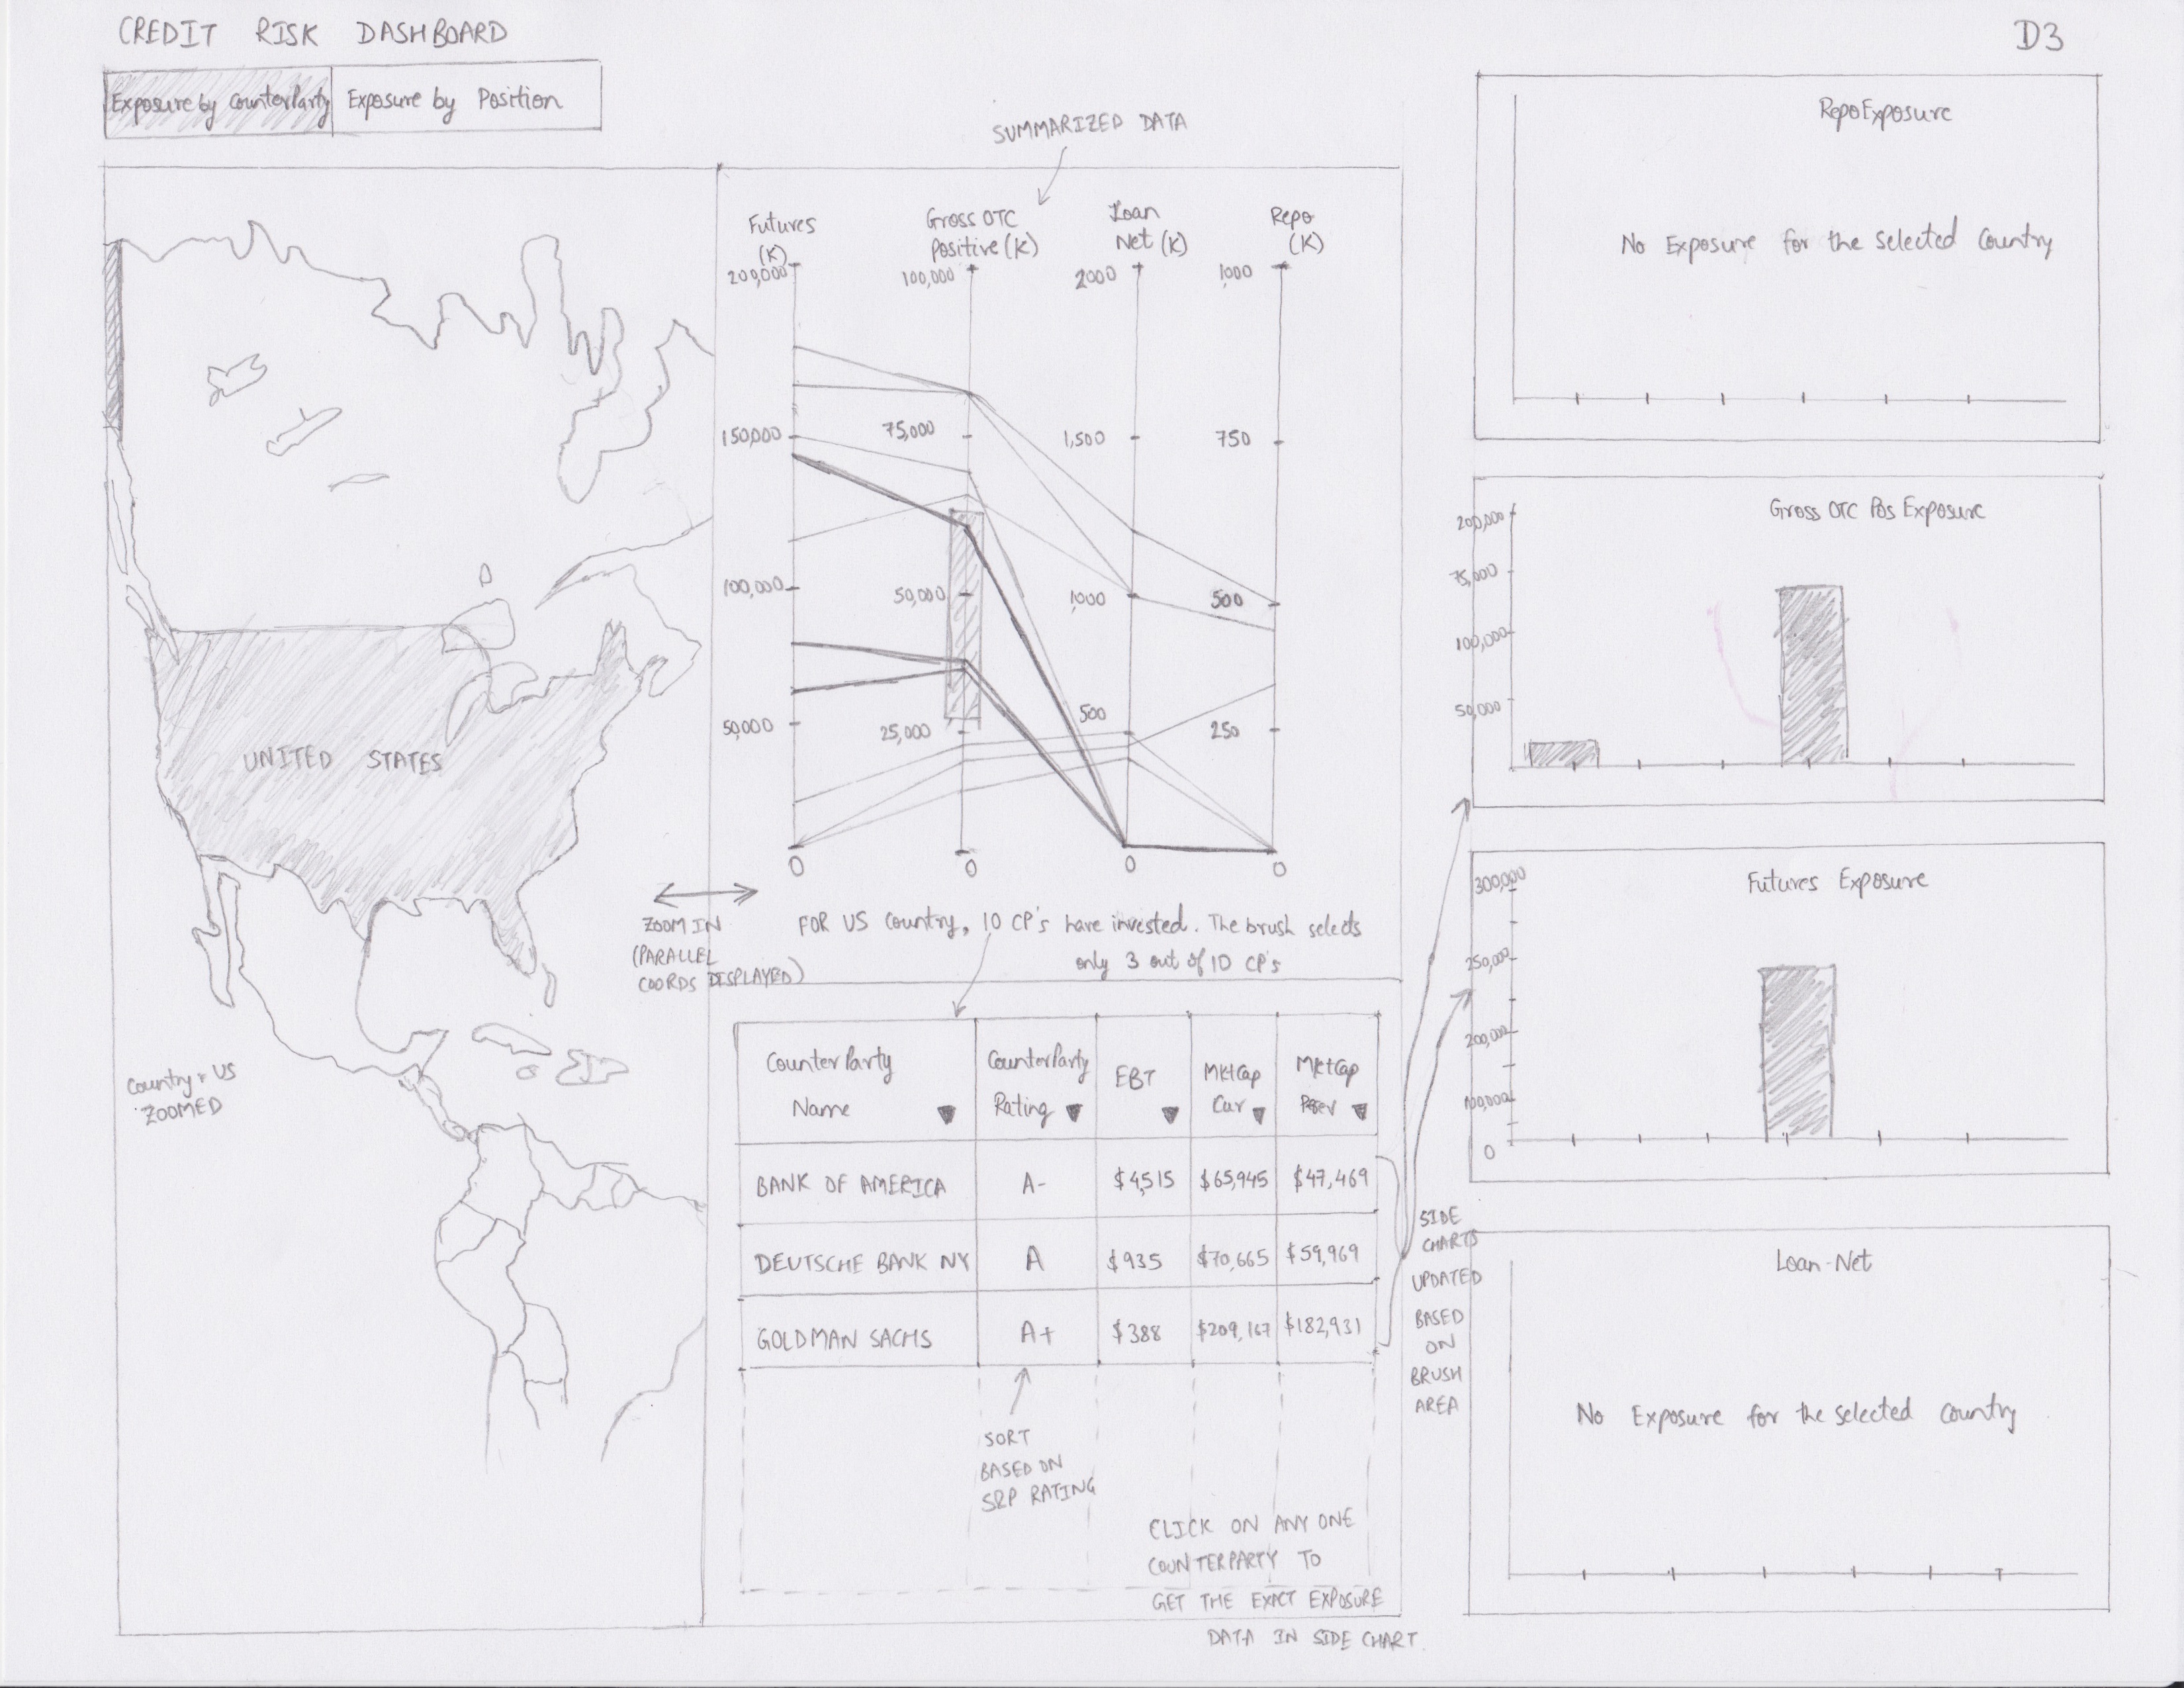 CREDIT RISK DASHBOARD
D3
Exposure by CounterParty
Exposure by Position
SUMMARIZED DATA
Futures
(K)
Gross OTC
Positive (K)
Loan
Net (K)
Repo
(K)
200,000
100,000
2000
1,000
150,000
75,000
1,500
750
100,000
50,000
1,000
500
50,000
25,000
500
250
0
0
0
0
UNITED STATES
Country = US
ZOOMED
ZOOM IN
(PARALLEL
COORDS DISPLAYED)
FOR US Country, 10 CP's have invested. The brush selects
only 3 out of 10 CP's
CounterParty
Name
CounterParty
Rating
EBT
MktCap
Cur
MktCap
Prev
BANK OF AMERICA
A-
$4,515
$65,945
$47,469
DEUTSCHE BANK NY
A
$935
$70,665
$59,969
GOLDMAN SACHS
A+
$388
$209,167
$182,931
SORT
BASED ON
S&P RATING
CLICK ON ANY ONE
COUNTERPARTY TO
GET THE EXACT EXPOSURE
DATA IN SIDE CHART.
SIDE
CHARTS
UPDATED
BASED
ON
BRUSH
AREA
Repo Exposure
No Exposure for the Selected Country
Gross OTC Pos Exposure
200,000
75,000
100,000
50,000
Futures Exposure
300,000
250,000
200,000
100,000
0
Loan-Net
No Exposure for the Selected Country